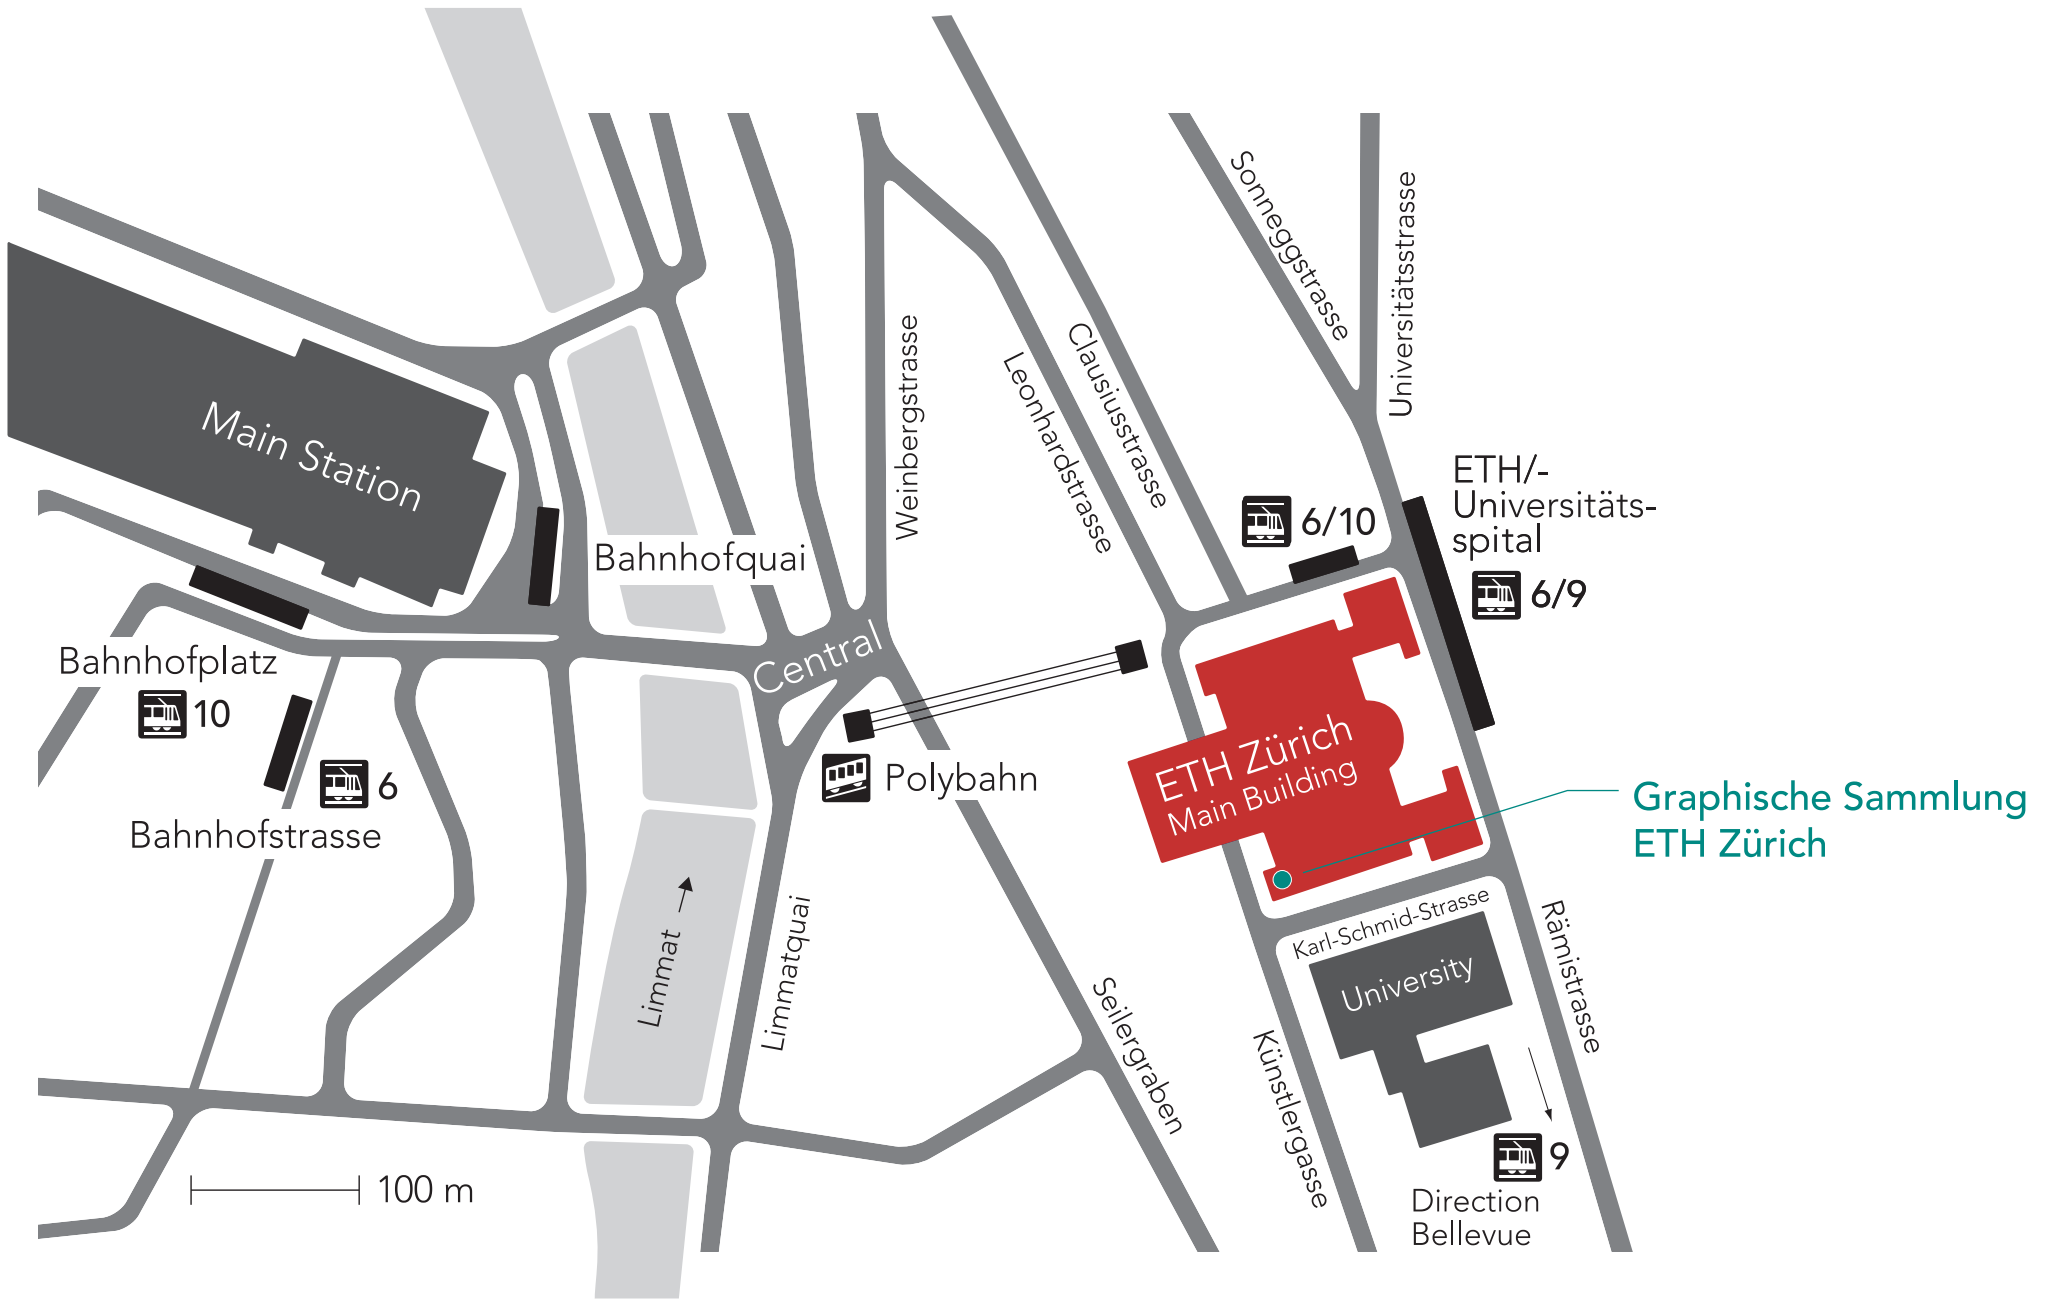 Sonneggstrasse
Universitätsstrasse
Weinbergstrasse
Leonhardstrasse
Clausiusstrasse
Main Station
ETH/-
Universitäts-
spital
6/10
6/9
Bahnhofquai
Central
Bahnhofplatz
10
6
Bahnhofstrasse
Polybahn
ETH Zürich
Main Building
Graphische Sammlung
ETH Zürich
Karl-Schmid-Strasse
University
Rämistrasse
Limmat
Limmatquai
Seilergraben
Künstlergasse
9
Direction
Bellevue
100 m